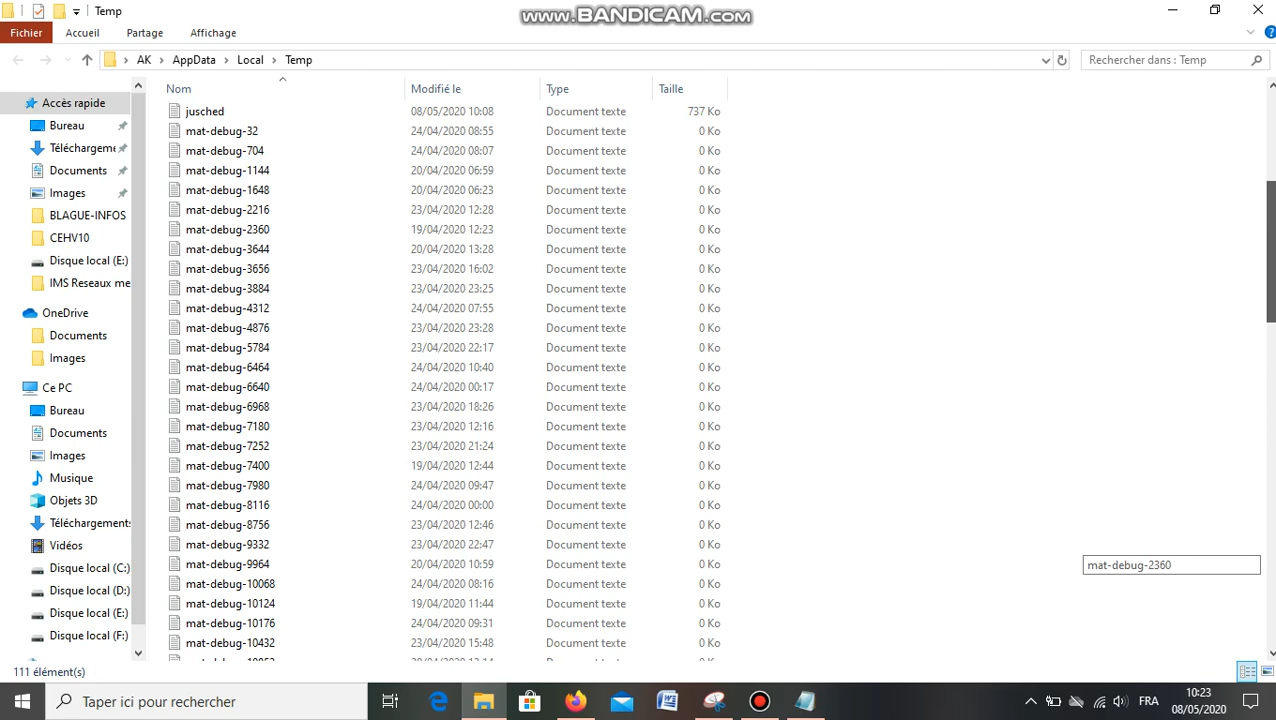 Temp
www.BANDICAM.com
Fichier Accueil Partage Affichage
AK AppData Local Temp Rechercher dans : Temp
Nom Modifié le Type Taille
Accès rapide
Bureau
Téléchargeme
Documents
Images
BLAGUE-INFOS
CEHV10
Disque local (E:)
IMS Reseaux me
OneDrive
Documents
Images
Ce PC
Bureau
Documents
Images
Musique
Objets 3D
Téléchargements
Vidéos
Disque local (C:)
Disque local (D:)
Disque local (E:)
Disque local (F:)
jusched 08/05/2020 10:08 Document texte 737 Ko
mat-debug-32 24/04/2020 08:55 Document texte 0 Ko
mat-debug-704 24/04/2020 08:07 Document texte 0 Ko
mat-debug-1144 20/04/2020 06:59 Document texte 0 Ko
mat-debug-1648 20/04/2020 06:23 Document texte 0 Ko
mat-debug-2216 23/04/2020 12:28 Document texte 0 Ko
mat-debug-2360 19/04/2020 12:23 Document texte 0 Ko
mat-debug-3644 20/04/2020 13:28 Document texte 0 Ko
mat-debug-3656 23/04/2020 16:02 Document texte 0 Ko
mat-debug-3884 23/04/2020 23:25 Document texte 0 Ko
mat-debug-4312 24/04/2020 07:55 Document texte 0 Ko
mat-debug-4876 23/04/2020 23:28 Document texte 0 Ko
mat-debug-5784 23/04/2020 22:17 Document texte 0 Ko
mat-debug-6464 24/04/2020 10:40 Document texte 0 Ko
mat-debug-6640 24/04/2020 00:17 Document texte 0 Ko
mat-debug-6968 23/04/2020 18:26 Document texte 0 Ko
mat-debug-7180 23/04/2020 12:16 Document texte 0 Ko
mat-debug-7252 23/04/2020 21:24 Document texte 0 Ko
mat-debug-7400 19/04/2020 12:44 Document texte 0 Ko
mat-debug-7980 24/04/2020 09:47 Document texte 0 Ko
mat-debug-8116 24/04/2020 00:00 Document texte 0 Ko
mat-debug-8756 23/04/2020 12:46 Document texte 0 Ko
mat-debug-9332 23/04/2020 22:47 Document texte 0 Ko
mat-debug-9964 20/04/2020 10:59 Document texte 0 Ko
mat-debug-10068 24/04/2020 08:16 Document texte 0 Ko
mat-debug-10124 19/04/2020 11:44 Document texte 0 Ko
mat-debug-10176 24/04/2020 09:31 Document texte 0 Ko
mat-debug-10432 23/04/2020 15:48 Document texte 0 Ko
mat-debug-2360
111 élément(s)
Taper ici pour rechercher
FRA
10:23
08/05/2020